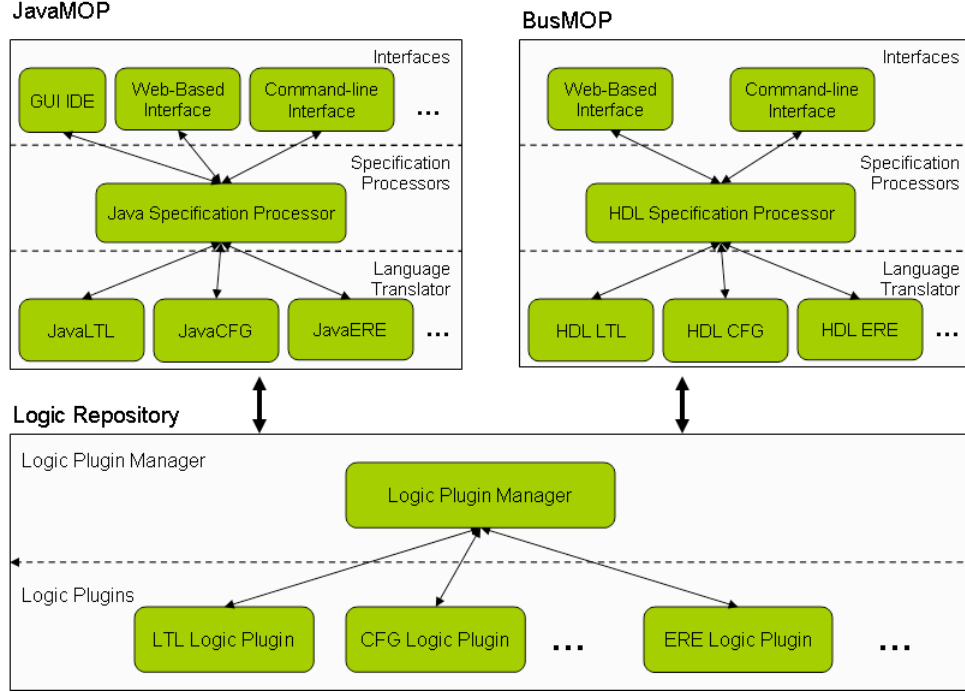 JavaMOP
Interfaces
GUI IDE
Web-Based
Interface
Command-line
Interface
...
Specification
Processors
Java Specification Processor
Language
Translator
JavaLTL
JavaCFG
JavaERE
...
BusMOP
Interfaces
Web-Based
Interface
Command-line
Interface
Specification
Processors
HDL Specification Processor
Language
Translator
HDL LTL
HDL CFG
HDL ERE
...
Logic Repository
Logic Plugin Manager
Logic Plugin Manager
Logic Plugins
LTL Logic Plugin
CFG Logic Plugin
...
ERE Logic Plugin
...